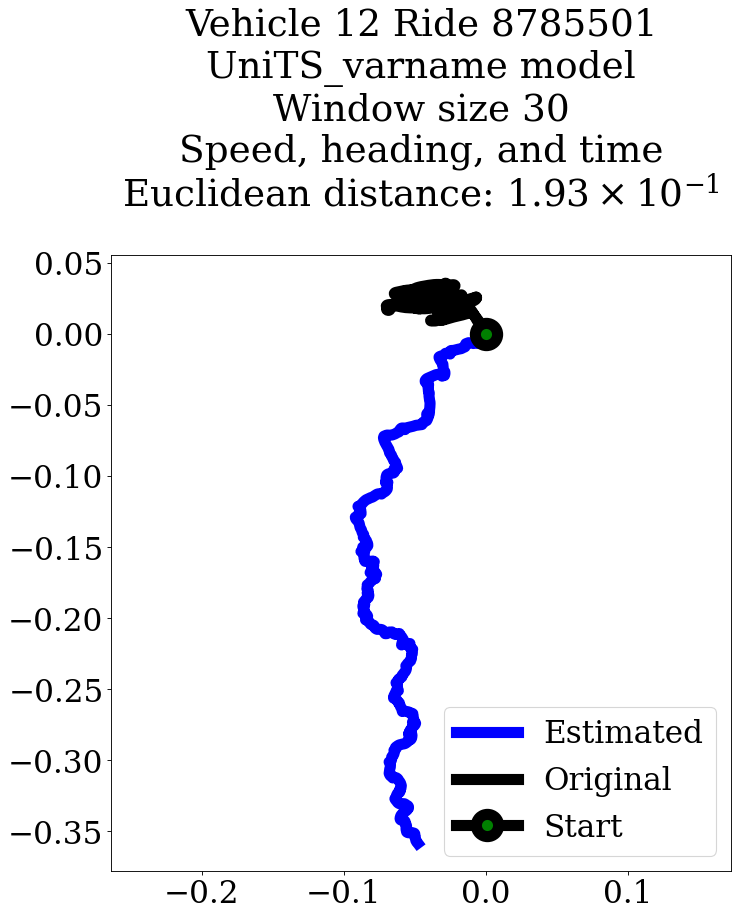 Vehicle 12 Ride 8785501
UniTS_varname model
Window size 30
Speed, heading, and time
Euclidean distance: 1.93 × 10⁻¹
0.05
0.00
−0.05
−0.10
−0.15
−0.20
−0.25
−0.30
−0.35
Estimated
Original
Start
−0.2
−0.1
0.0
0.1